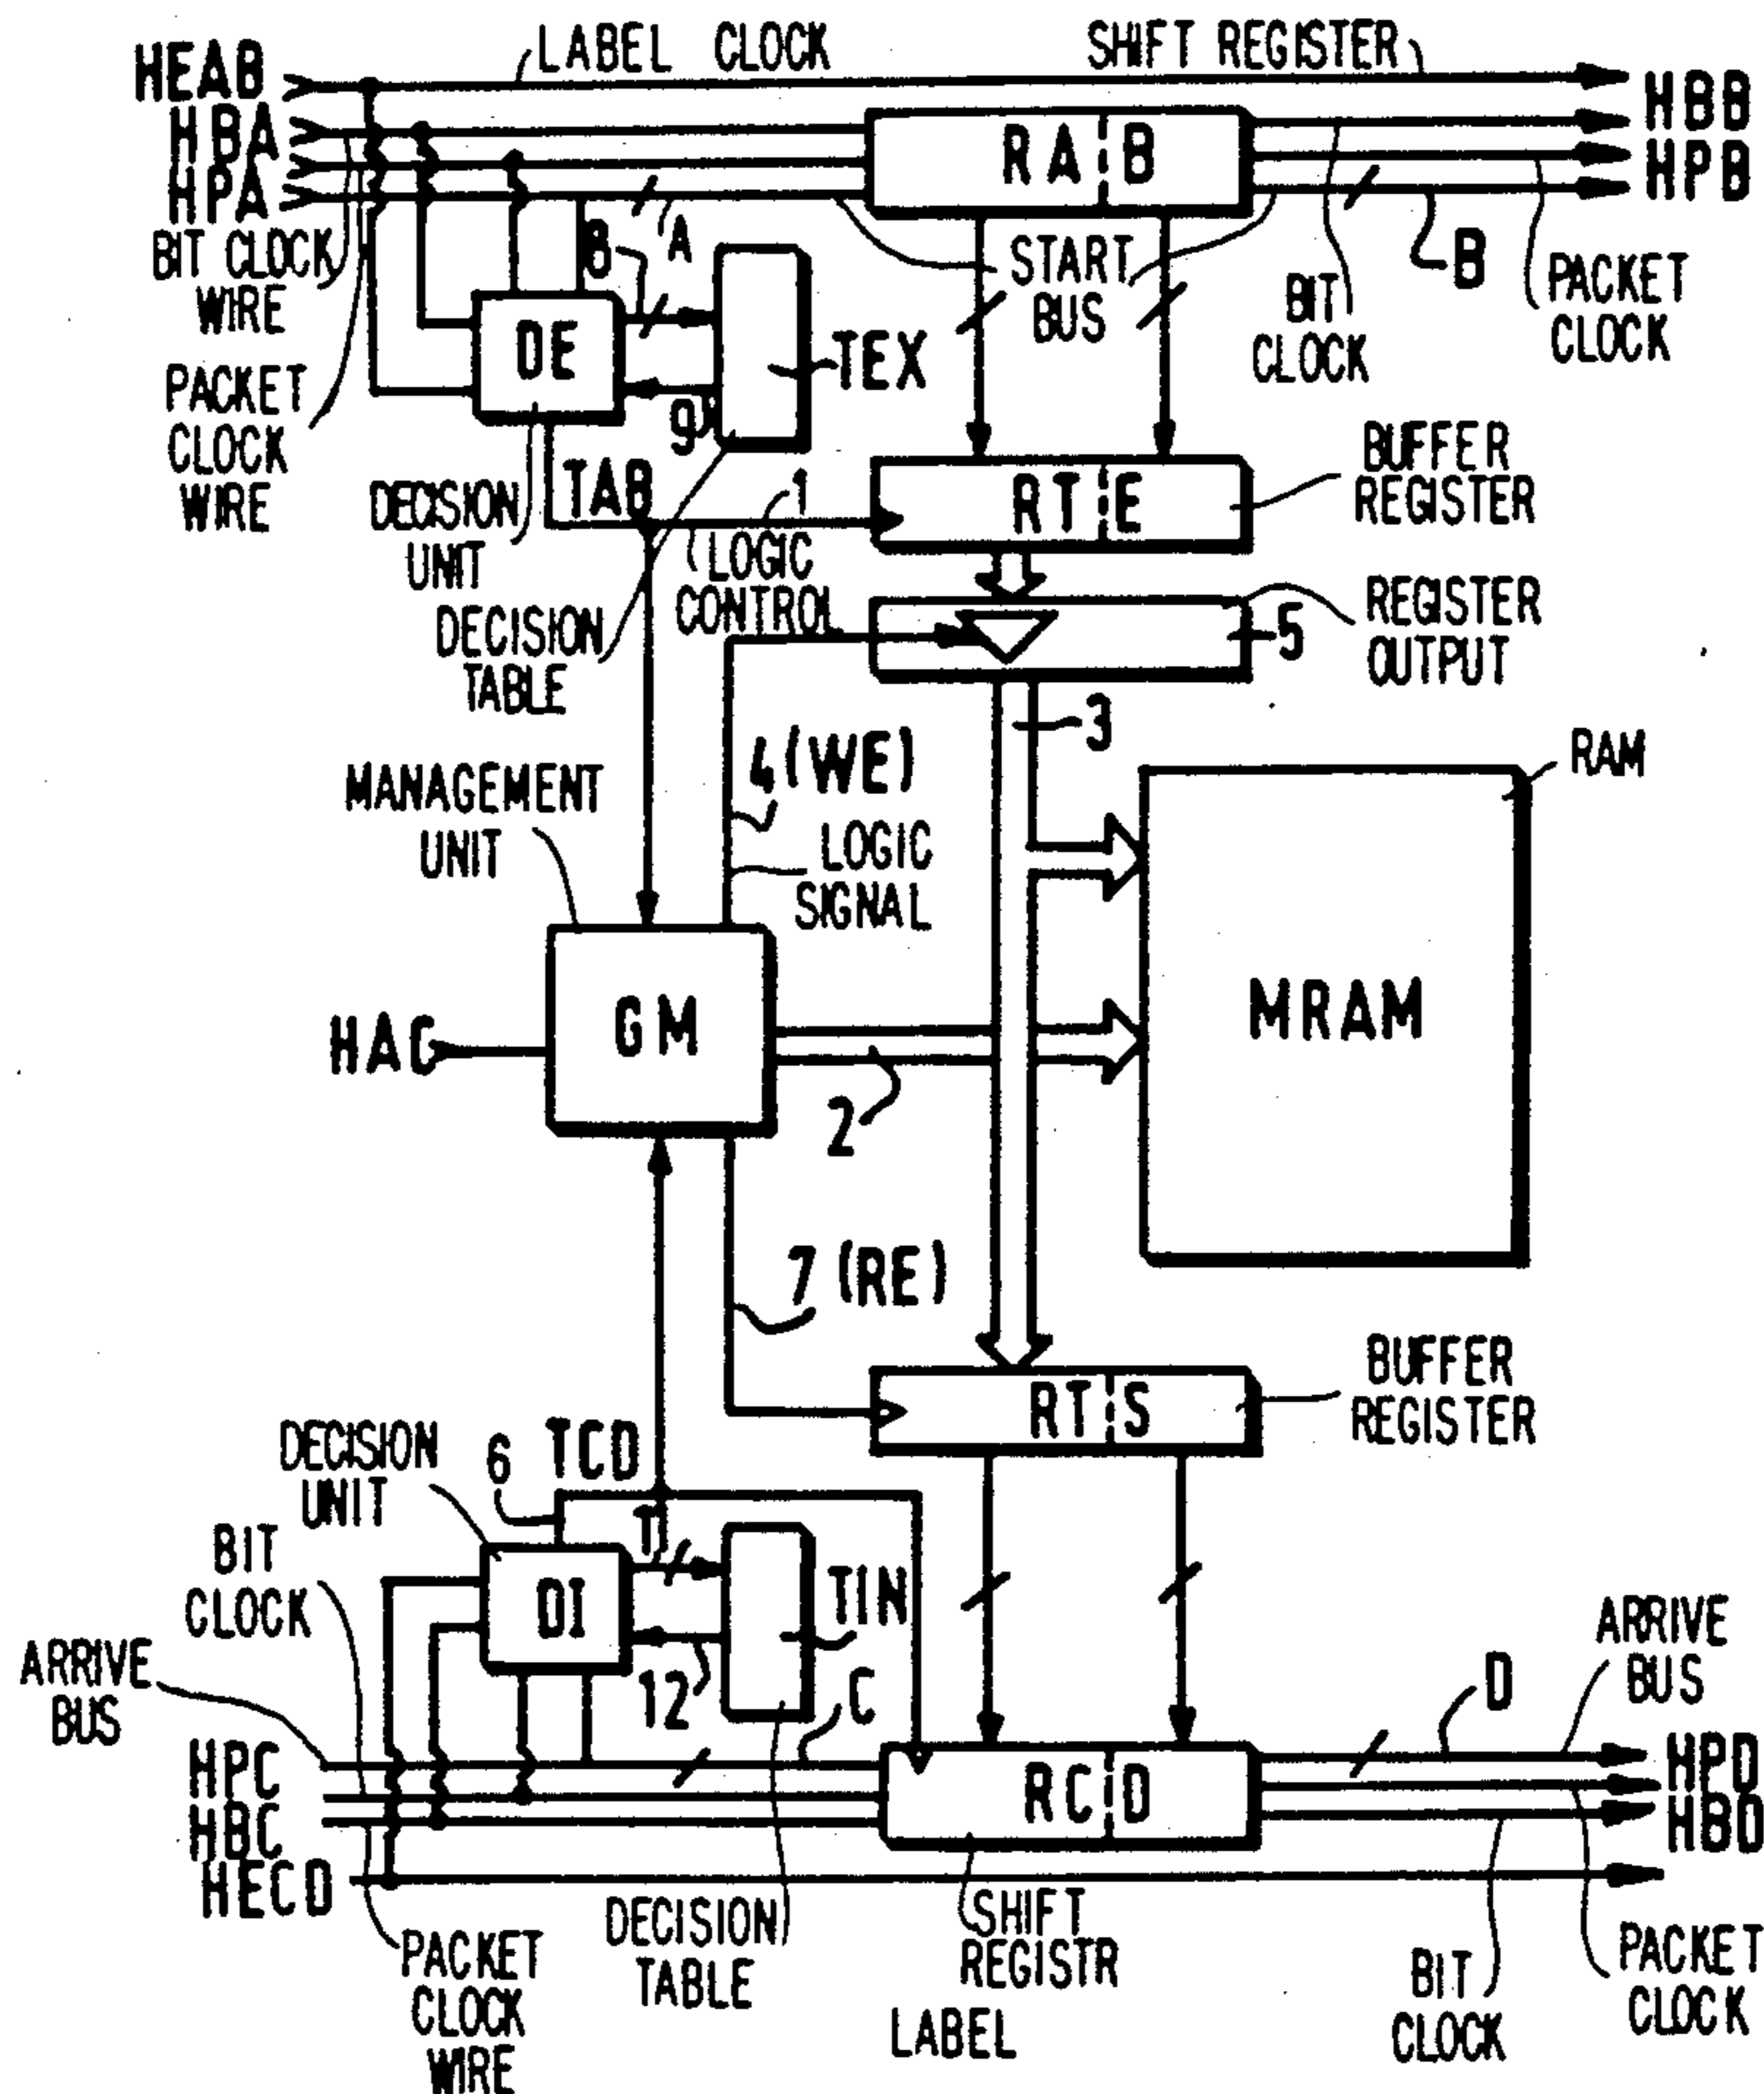 HEAB
LABEL CLOCK
SHIFT REGISTER
HBA
HPA
RA B
HBB
HPB
BIT CLOCK
WIRE
8
A
START
BUS
B
BIT
CLOCK
PACKET
CLOCK
DE
TEX
9
PACKET
CLOCK
WIRE
DECISION
UNIT
TAB
1
RT E
BUFFER
REGISTER
LOGIC
CONTROL
DECISION
TABLE
5
REGISTER
OUTPUT
3
4 (WE)
MANAGEMENT
UNIT
LOGIC
SIGNAL
RAM
GM
HAC
MRAM
2
7 (RE)
RT S
BUFFER
REGISTER
DECISION
UNIT
6
TCD
BIT
CLOCK
DI
TIN
12
C
ARRIVE
BUS
ARRIVE
BUS
D
HPC
HBC
HECD
RC D
HPD
HBD
PACKET
CLOCK
WIRE
DECISION
TABLE
SHIFT
REGISTR
LABEL
BIT
CLOCK
PACKET
CLOCK